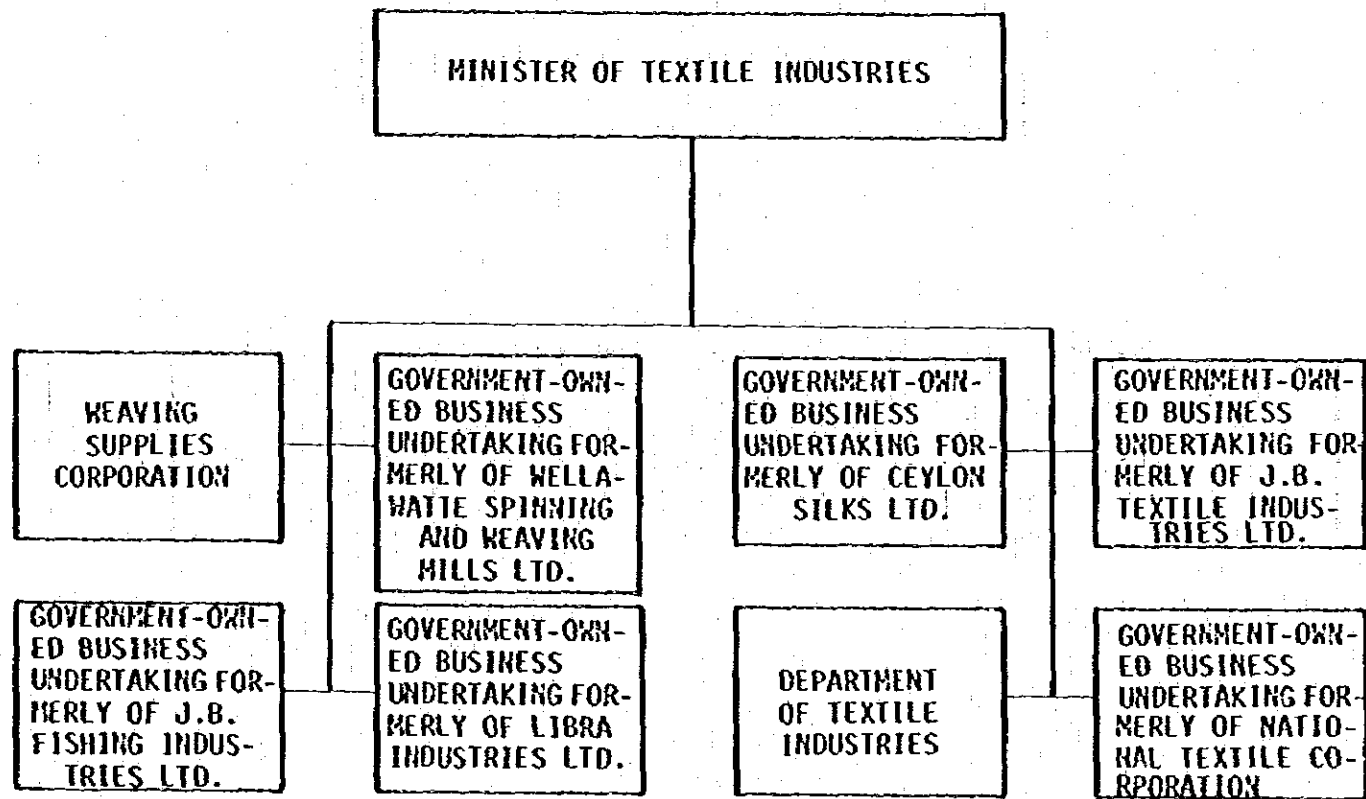 MINISTER OF TEXTILE INDUSTRIES
WEAVING
SUPPLIES
CORPORATION
GOVERNMENT-OWN-
ED BUSINESS
UNDERTAKING FOR-
MERLY OF WELLA-
WATTE SPINNING
AND WEAVING
MILLS LTD.
GOVERNMENT-OWN-
ED BUSINESS
UNDERTAKING FOR-
MERLY OF CEYLON
SILKS LTD.
GOVERNMENT-OWN-
ED BUSINESS
UNDERTAKING FOR-
MERLY OF J.B.
TEXTILE INDUS-
TRIES LTD.
GOVERNMENT-OWN-
ED BUSINESS
UNDERTAKING FOR-
MERLY OF J.B.
FISHING INDUS-
TRIES LTD.
GOVERNMENT-OWN-
ED BUSINESS
UNDERTAKING FOR-
MERLY OF LIBRA
INDUSTRIES LTD.
DEPARTMENT
OF TEXTILE
INDUSTRIES
GOVERNMENT-OWN-
ED BUSINESS
UNDERTAKING FOR-
MERLY OF NATIO-
NAL TEXTILE CO-
RPORATION